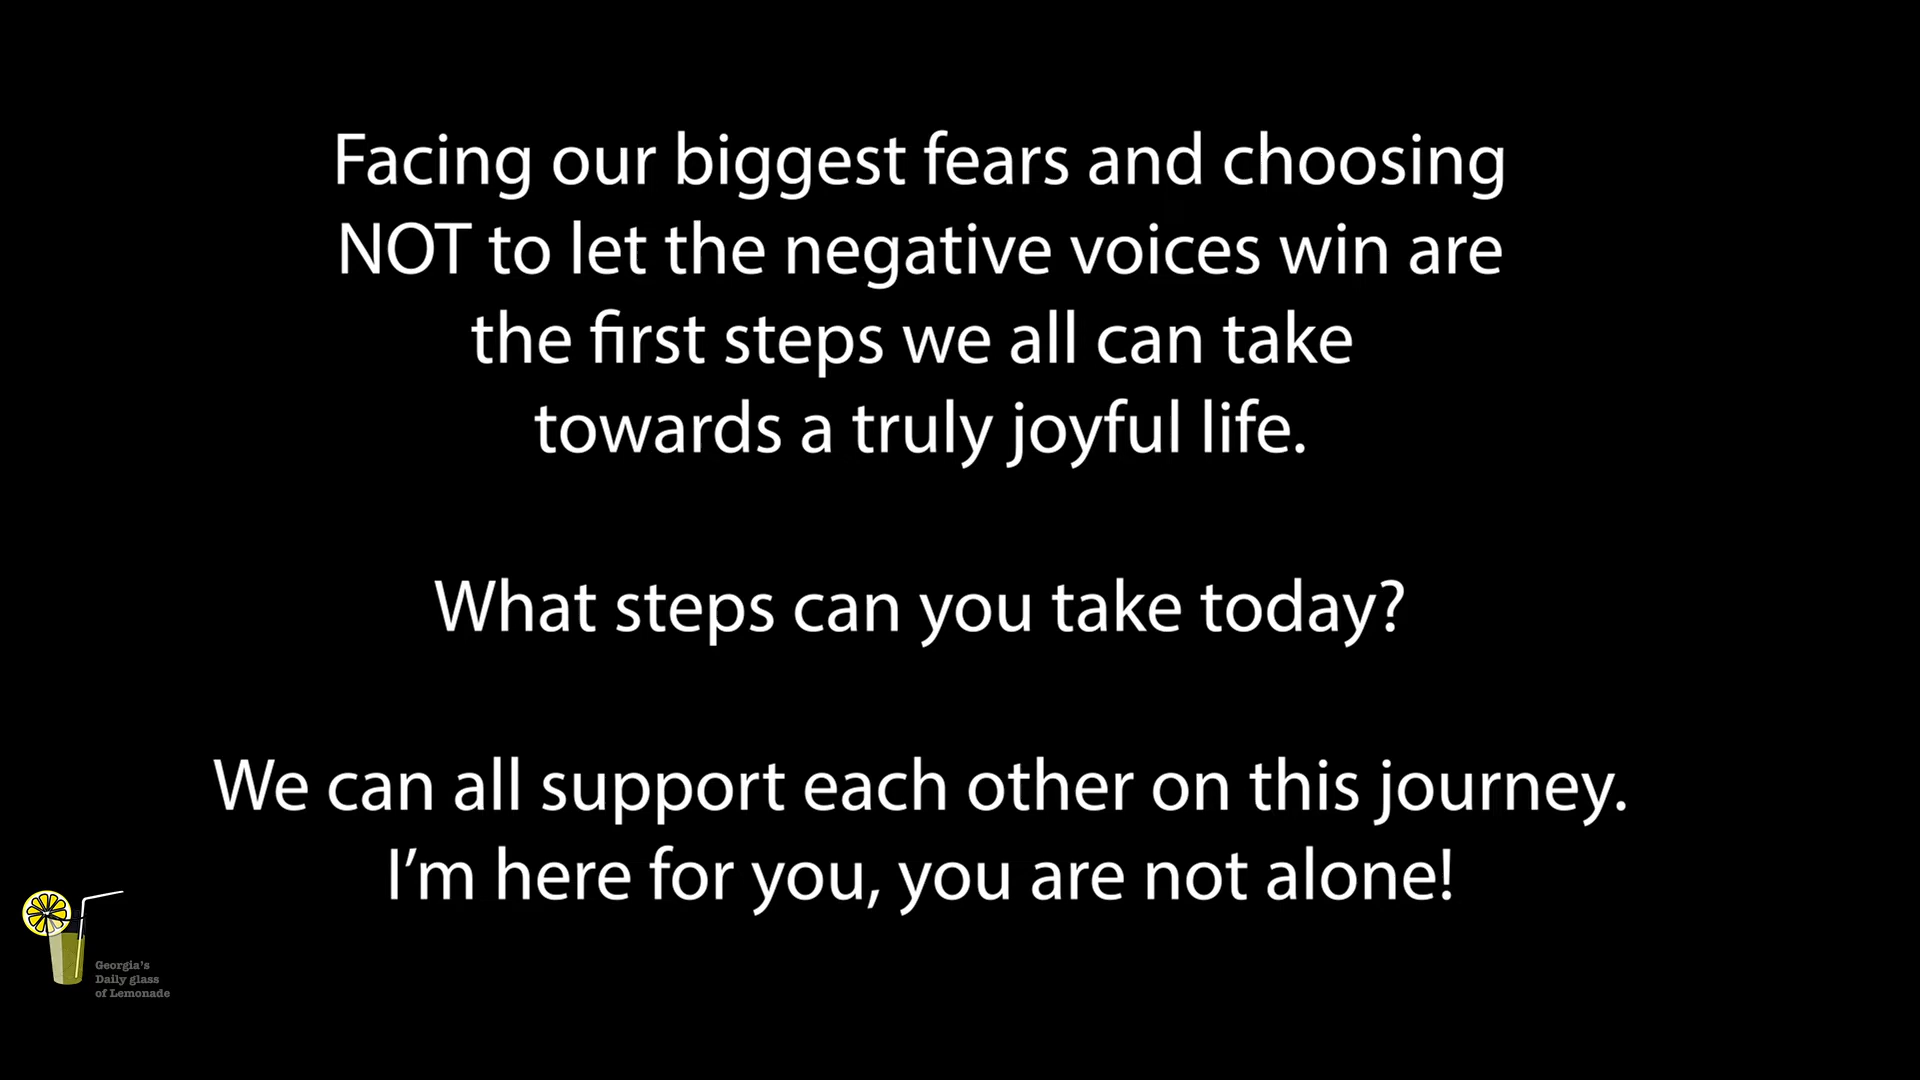 Facing our biggest fears and choosing
NOT to let the negative voices win are
the first steps we all can take
towards a truly joyful life.
What steps can you take today?
We can all support each other on this journey.
I’m here for you, you are not alone!
Georgia’s
Daily glass
of Lemonade